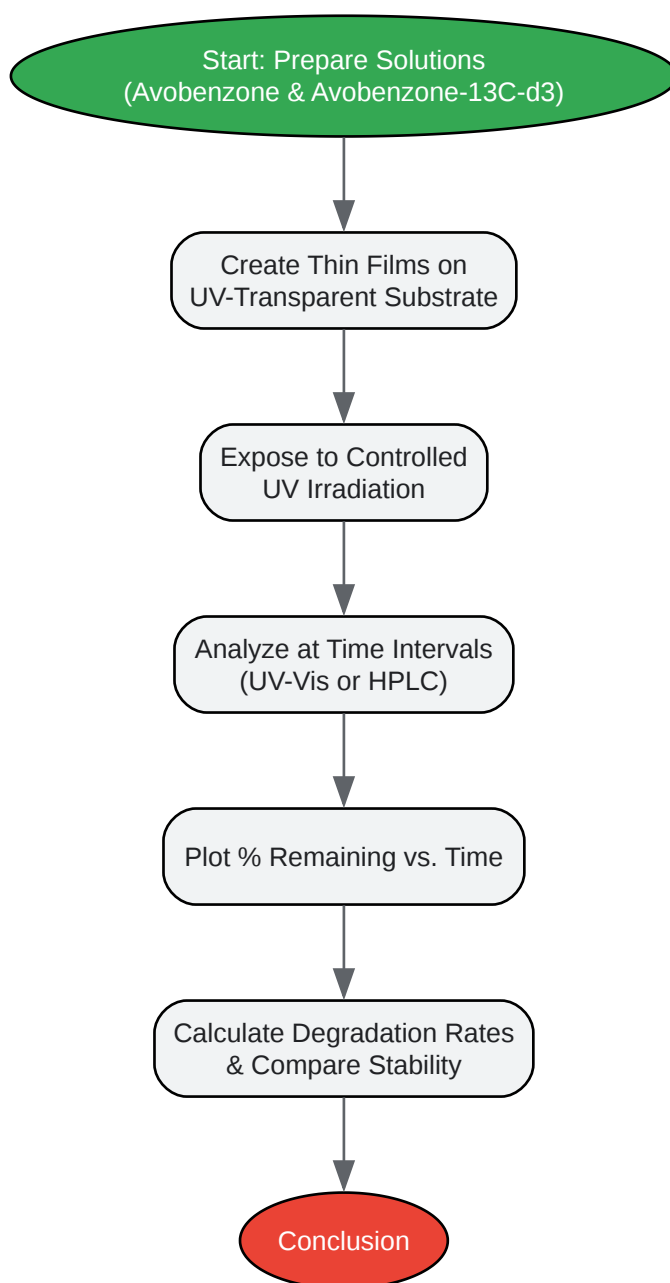 Start: Prepare Solutions
(Avobenzone & Avobenzone-13C-d3)
Create Thin Films on
UV-Transparent Substrate
Expose to Controlled
UV Irradiation
Analyze at Time Intervals
(UV-Vis or HPLC)
Plot % Remaining vs. Time
Calculate Degradation Rates
& Compare Stability
Conclusion